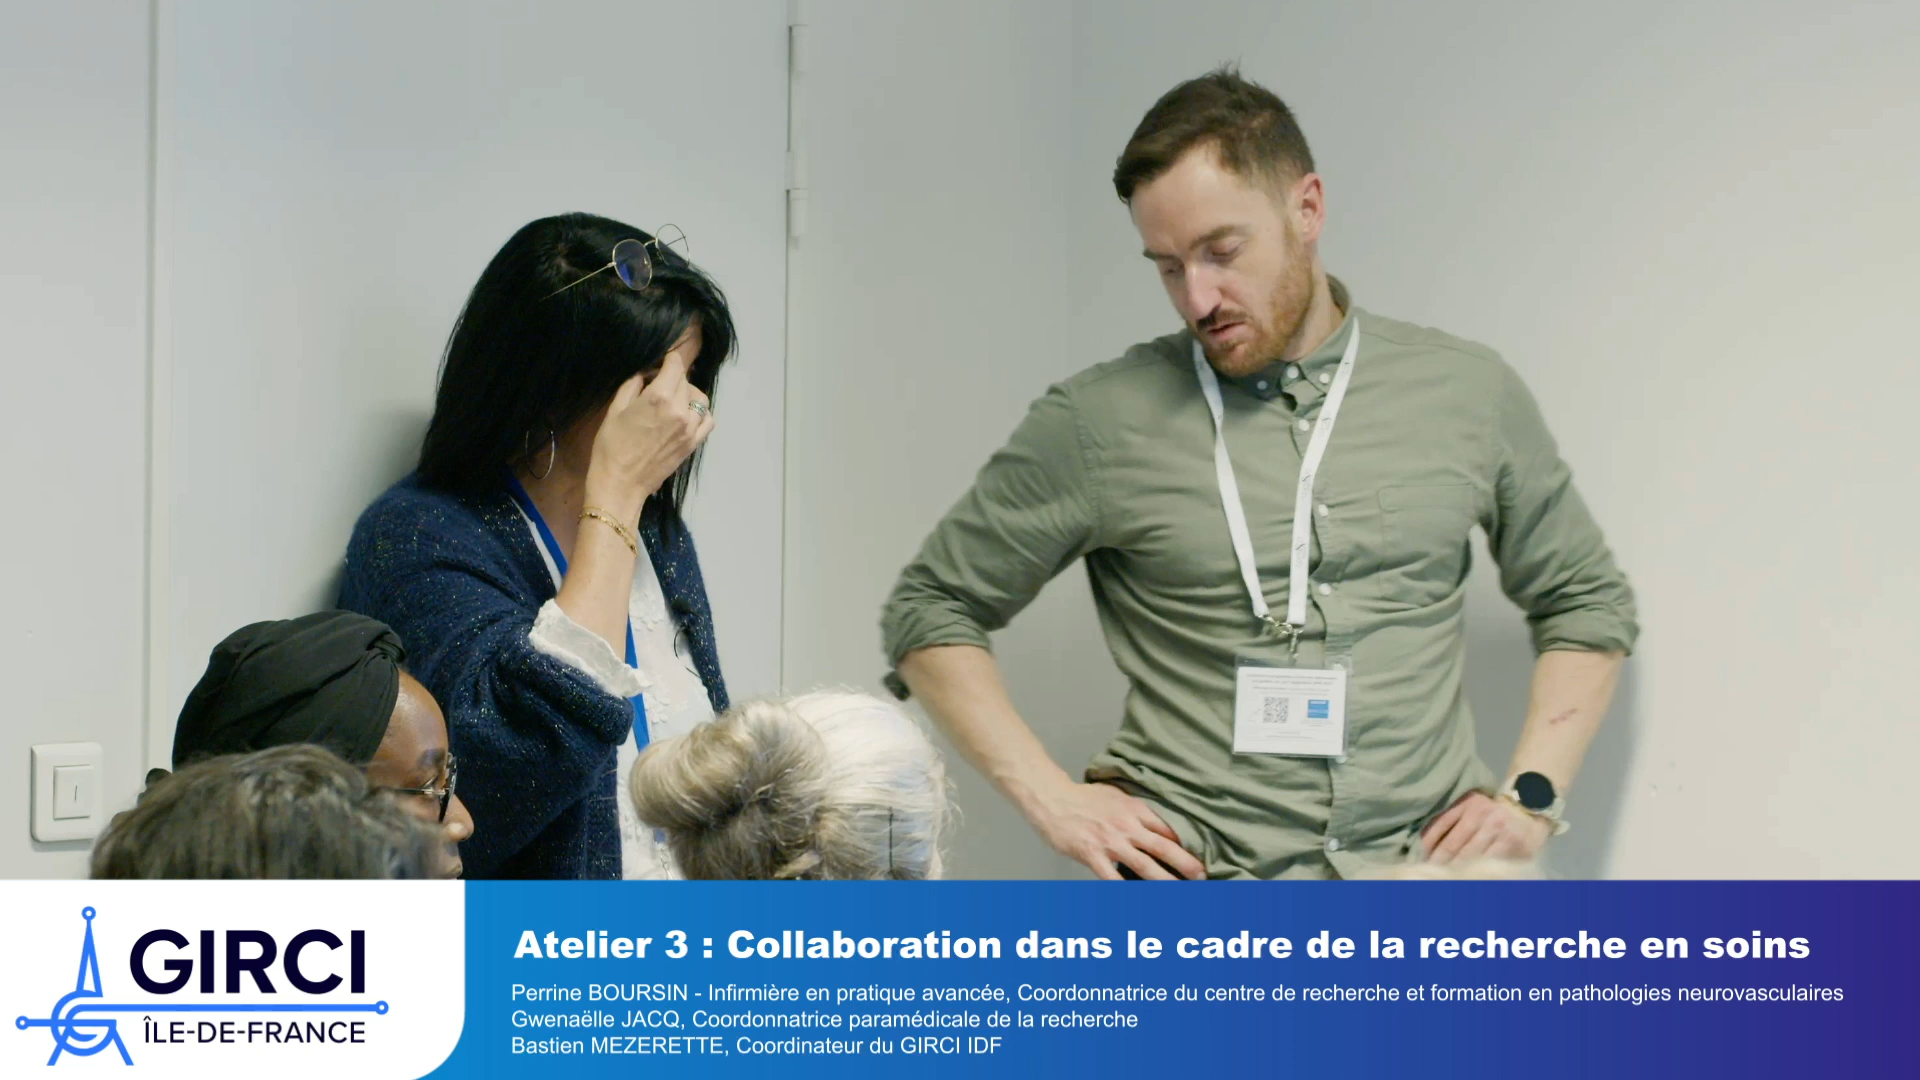 GIRCI
ÎLE-DE-FRANCE
Atelier 3 : Collaboration dans le cadre de la recherche en soins
Perrine BOURSIN - Infirmière en pratique avancée, Coordonnatrice du centre de recherche et formation en pathologies neurovasculaires
Gwenaëlle JACQ, Coordonnatrice paramédicale de la recherche
Bastien MEZERETTE, Coordinateur du GIRCI IDF